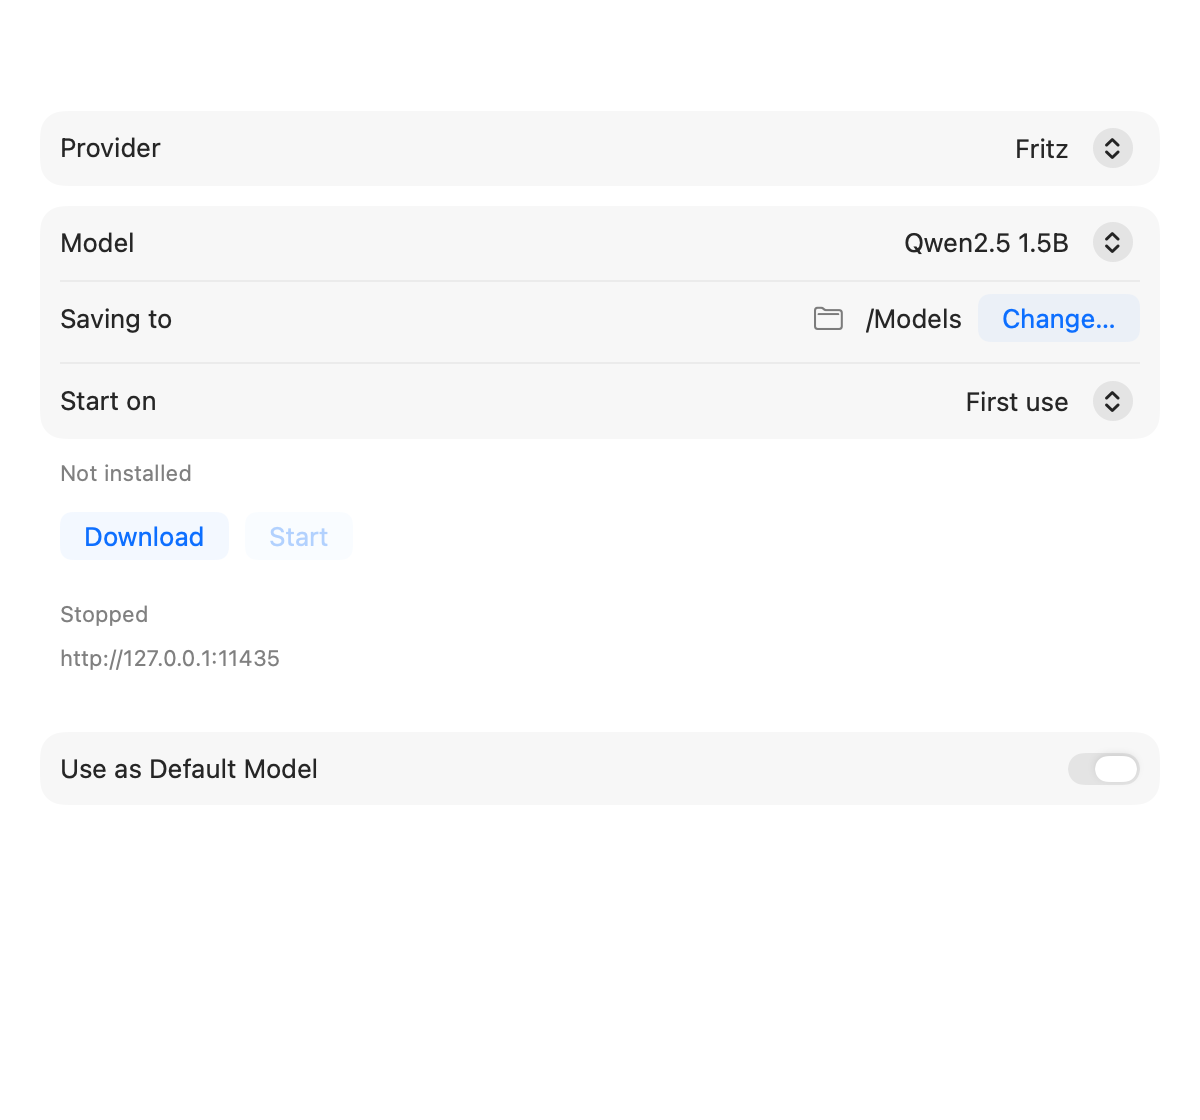 Provider Fritz
Model Qwen2.5 1.5B
Saving to /Models Change...
Start on First use
Not installed
Download Start
Stopped
http://127.0.0.1:11435
Use as Default Model